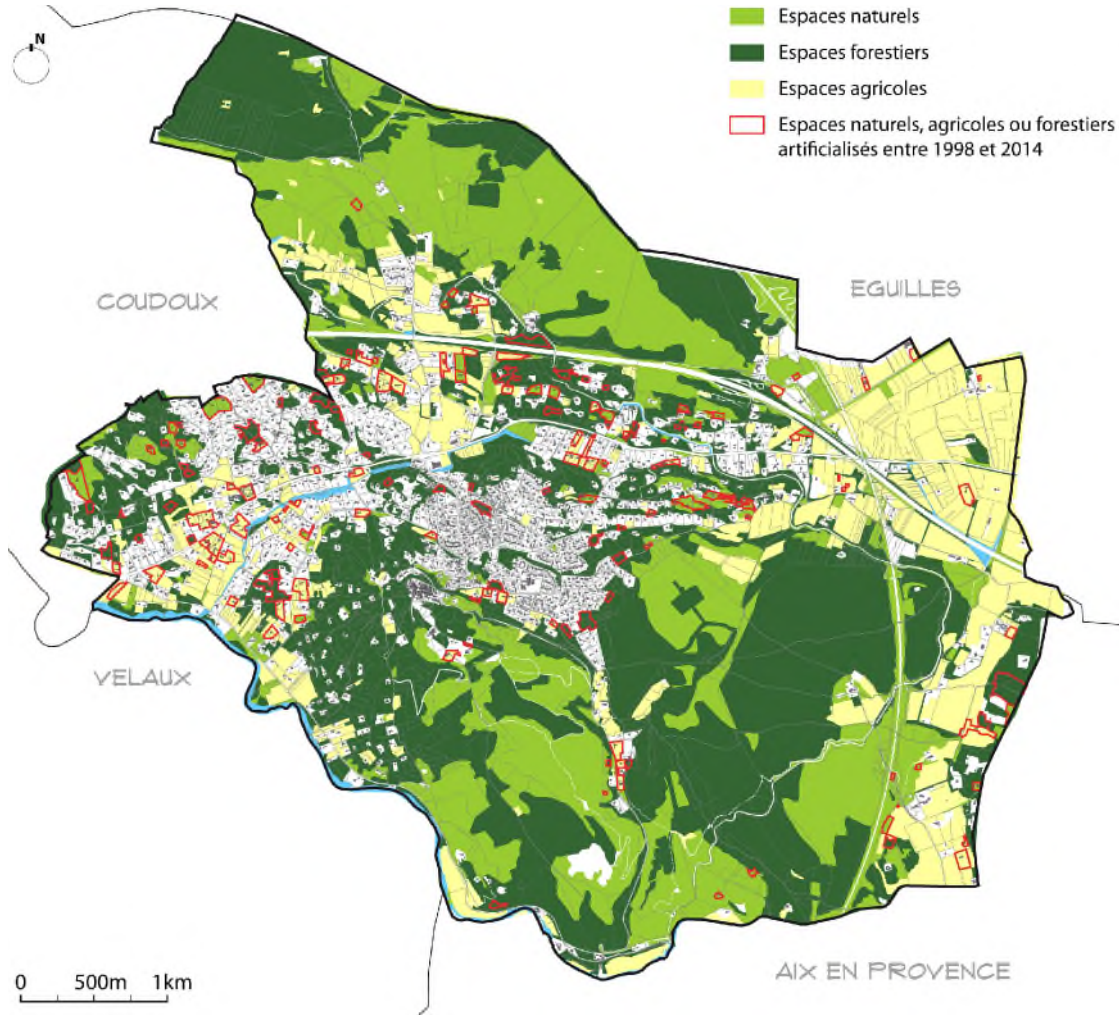 Espaces naturels
Espaces forestiers
Espaces agricoles
Espaces naturels, agricoles ou forestiers
artificialisés entre 1998 et 2014
N
COUDOUX
EGUILLES
VELAUX
AIX EN PROVENCE
0 500m 1km